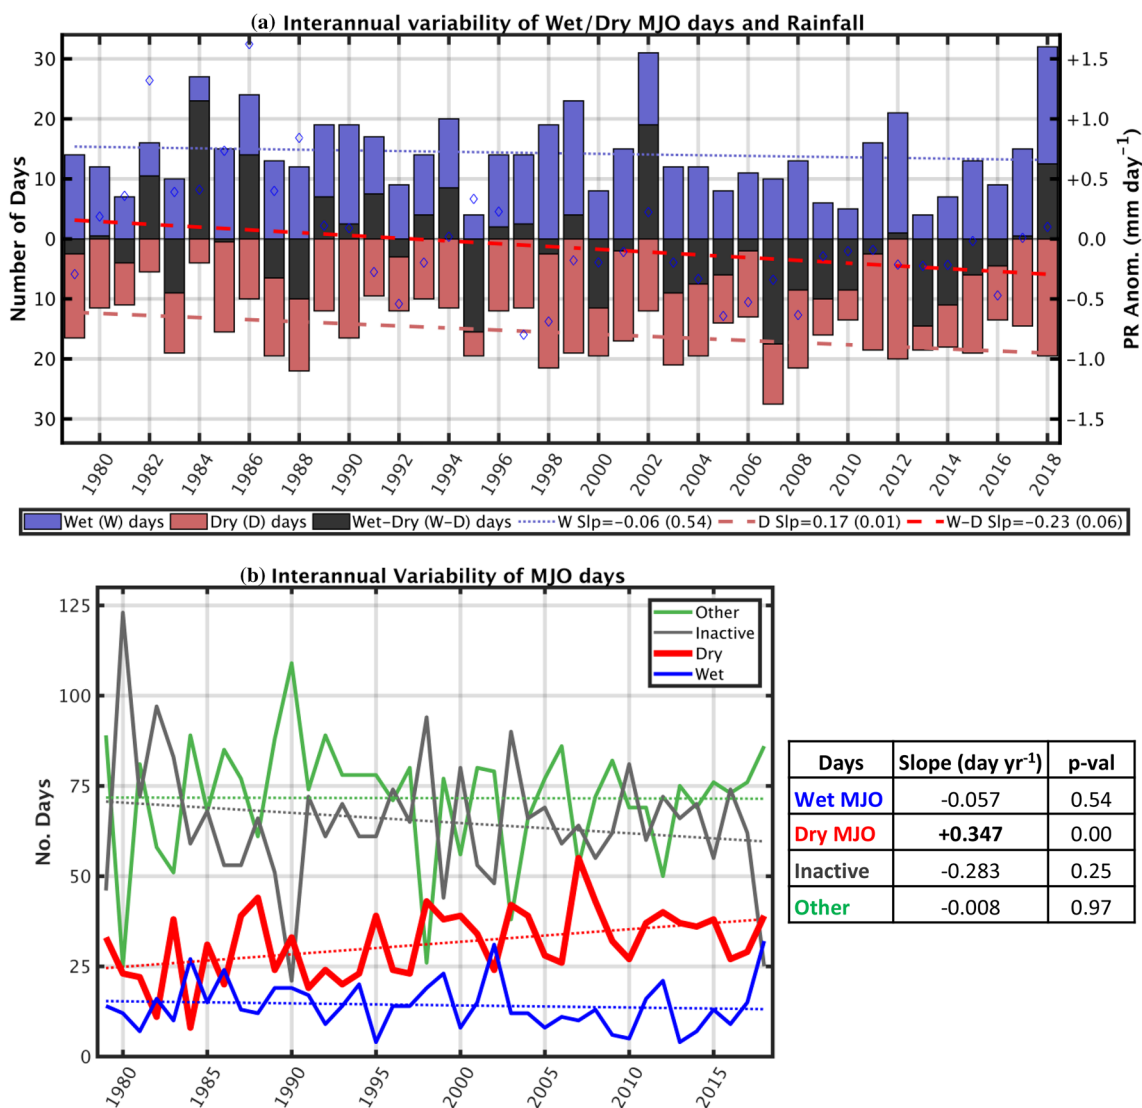 (a) Interannual variability of Wet/Dry MJO days and Rainfall
Number of Days
30
20
10
0
10
20
30
+1.5
+1.0
+0.5
0.0
−0.5
−1.0
−1.5
PR Anom. (mm day⁻¹)
1980 1982 1984 1986 1988 1990 1992 1994 1996 1998 2000 2002 2004 2006 2008 2010 2012 2014 2016 2018
Wet (W) days Dry (D) days Wet-Dry (W-D) days W Slp=−0.06 (0.54) D Slp=0.17 (0.01) W-D Slp=−0.23 (0.06)
(b) Interannual Variability of MJO days
No. Days
125
100
75
50
25
0
Other
Inactive
Dry
Wet
1980 1985 1990 1995 2000 2005 2010 2015
Days Slope (day yr⁻¹) p-val
Wet MJO -0.057 0.54
Dry MJO +0.347 0.00
Inactive -0.283 0.25
Other -0.008 0.97